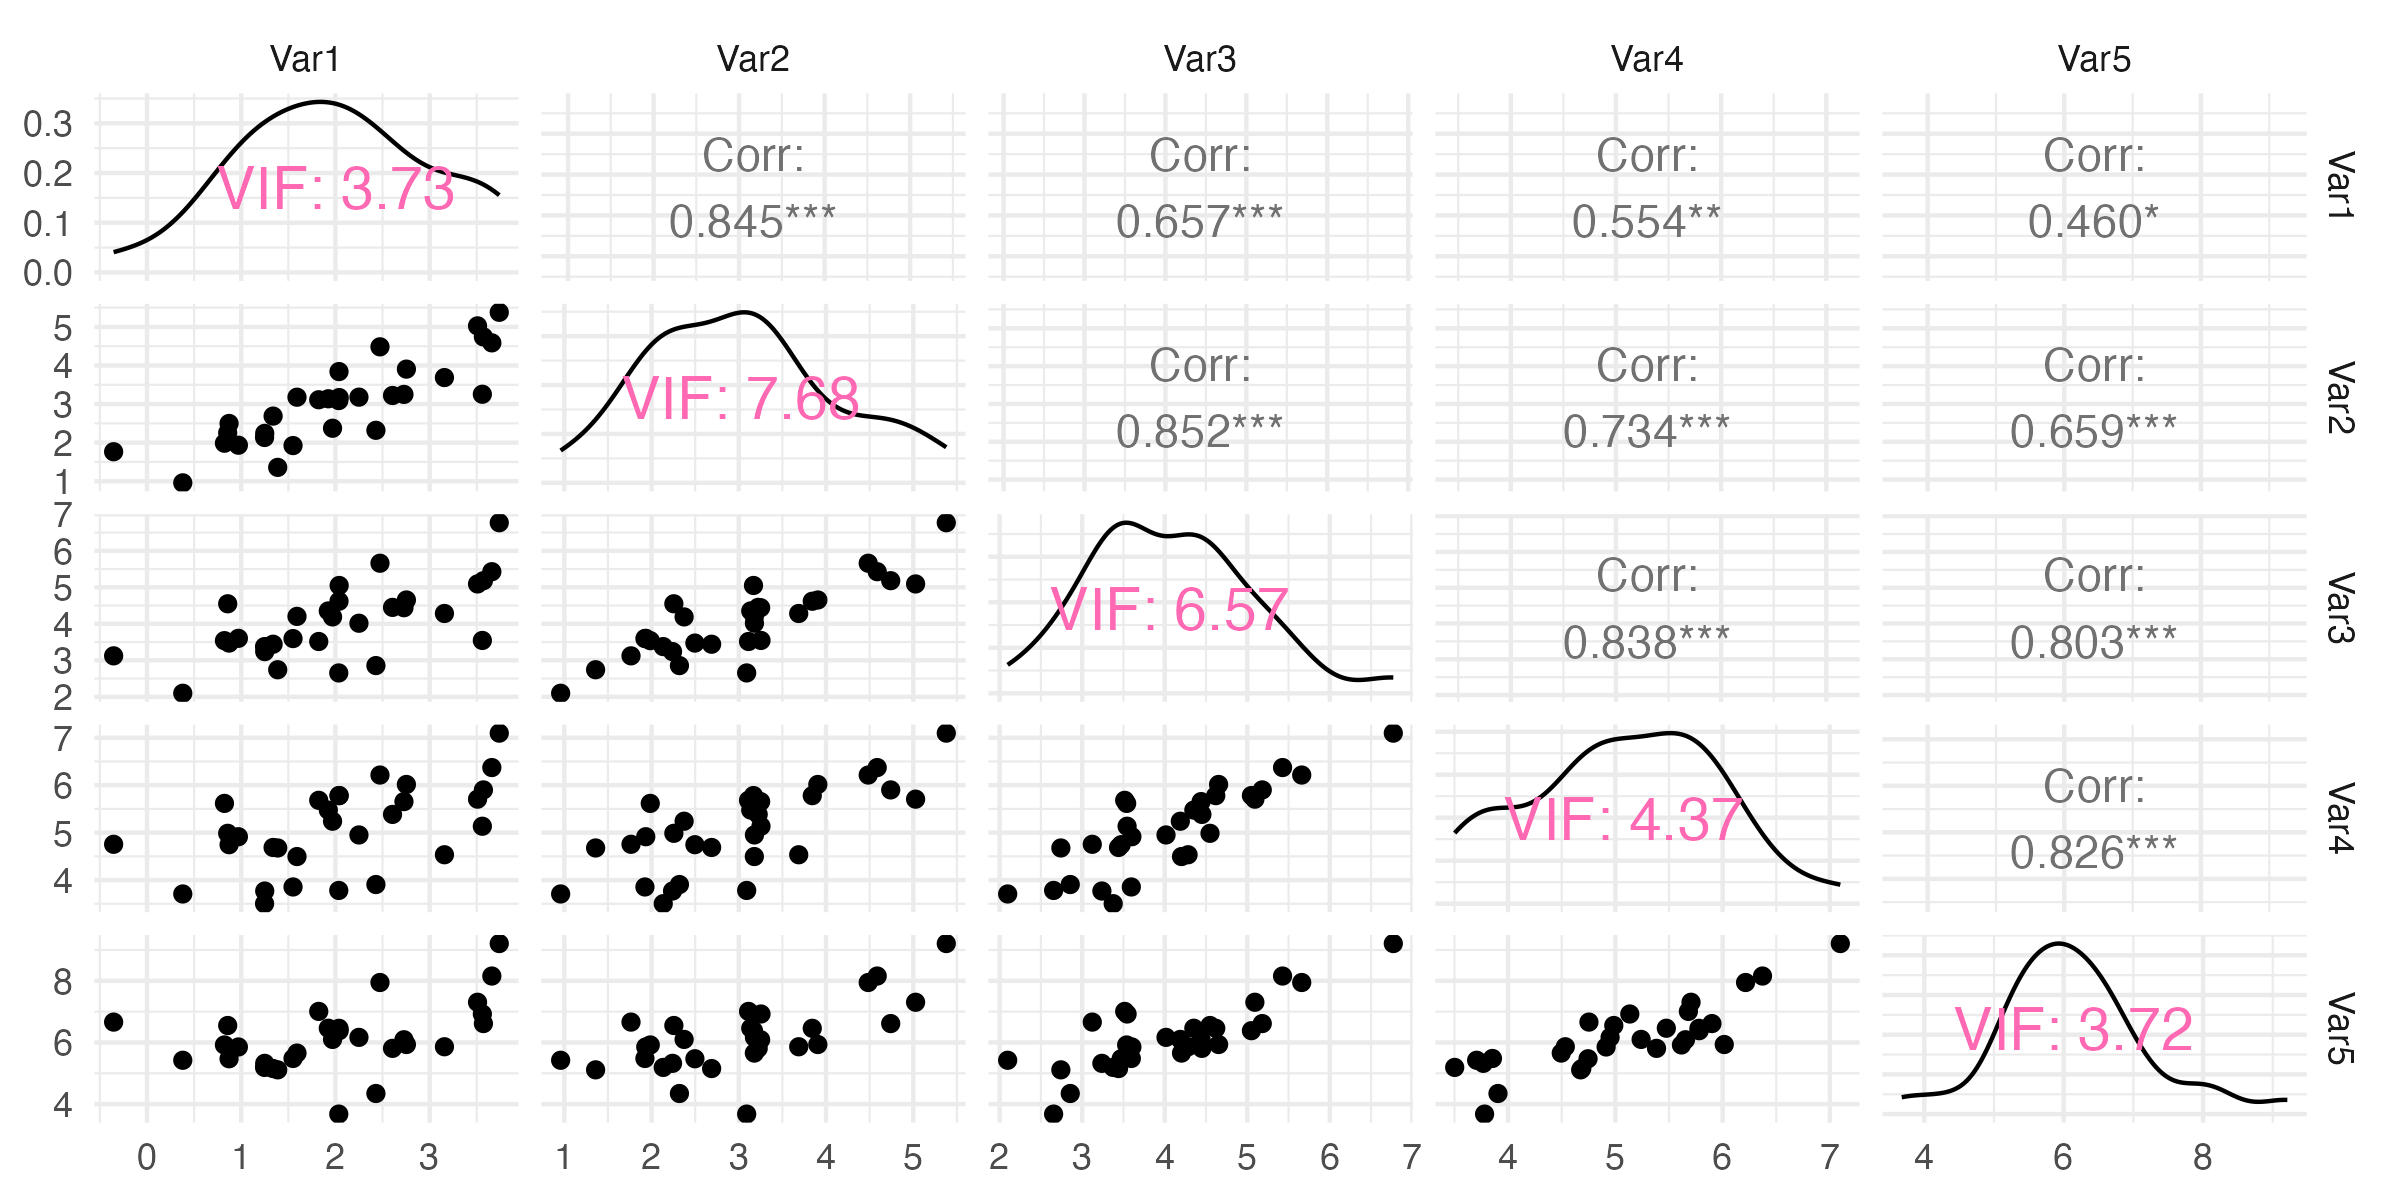 Var1 Var2 Var3 Var4 Var5
0.3
0.2
0.1
0.0
VIF: 3.73
Corr:
0.845***
Corr:
0.657***
Corr:
0.554**
Corr:
0.460*
Var1
5
4
3
2
1
VIF: 7.68
Corr:
0.852***
Corr:
0.734***
Corr:
0.659***
Var2
7
6
5
4
3
2
VIF: 6.57
Corr:
0.838***
Corr:
0.803***
Var3
7
6
5
4
VIF: 4.37
Corr:
0.826***
Var4
8
6
4
VIF: 3.72
Var5
0 1 2 3
1 2 3 4 5
2 3 4 5 6 7
4 5 6 7
4 6 8